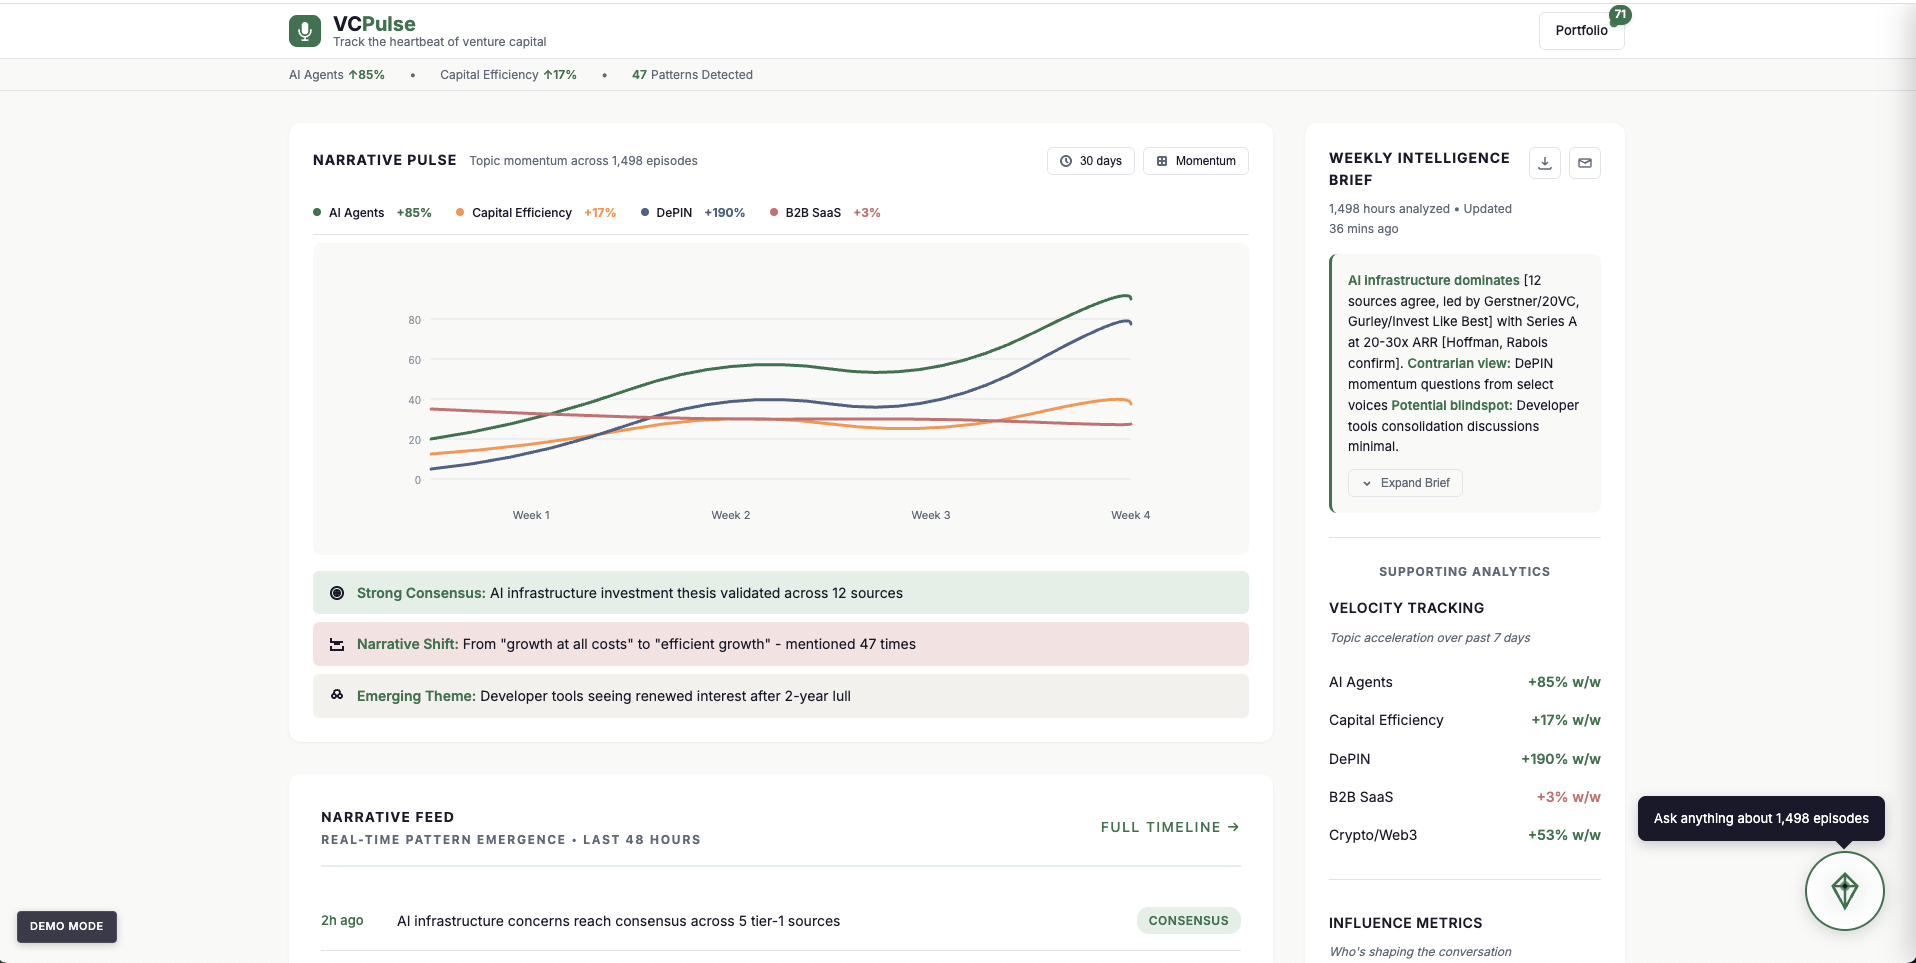 VCPulse
Track the heartbeat of venture capital
Portfolio
71
AI Agents ↑85% • Capital Efficiency ↑17% • 47 Patterns Detected
NARRATIVE PULSE Topic momentum across 1,498 episodes
30 days
Momentum
AI Agents +85% Capital Efficiency +17% DePIN +190% B2B SaaS +3%
80
60
40
20
0
Week 1 Week 2 Week 3 Week 4
Strong Consensus: AI infrastructure investment thesis validated across 12 sources
Narrative Shift: From "growth at all costs" to "efficient growth" - mentioned 47 times
Emerging Theme: Developer tools seeing renewed interest after 2-year lull
NARRATIVE FEED
REAL-TIME PATTERN EMERGENCE • LAST 48 HOURS
FULL TIMELINE →
2h ago AI infrastructure concerns reach consensus across 5 tier-1 sources CONSENSUS
WEEKLY INTELLIGENCE
BRIEF
1,498 hours analyzed • Updated
36 mins ago
AI infrastructure dominates [12
sources agree, led by Gerstner/20VC,
Gurley/Invest Like Best] with Series A
at 20-30x ARR [Hoffman, Rabois
confirm]. Contrarian view: DePIN
momentum questions from select
voices Potential blindspot: Developer
tools consolidation discussions
minimal.
Expand Brief
SUPPORTING ANALYTICS
VELOCITY TRACKING
Topic acceleration over past 7 days
AI Agents +85% w/w
Capital Efficiency +17% w/w
DePIN +190% w/w
B2B SaaS +3% w/w
Crypto/Web3 +53% w/w
INFLUENCE METRICS
Who's shaping the conversation
Ask anything about 1,498 episodes
DEMO MODE